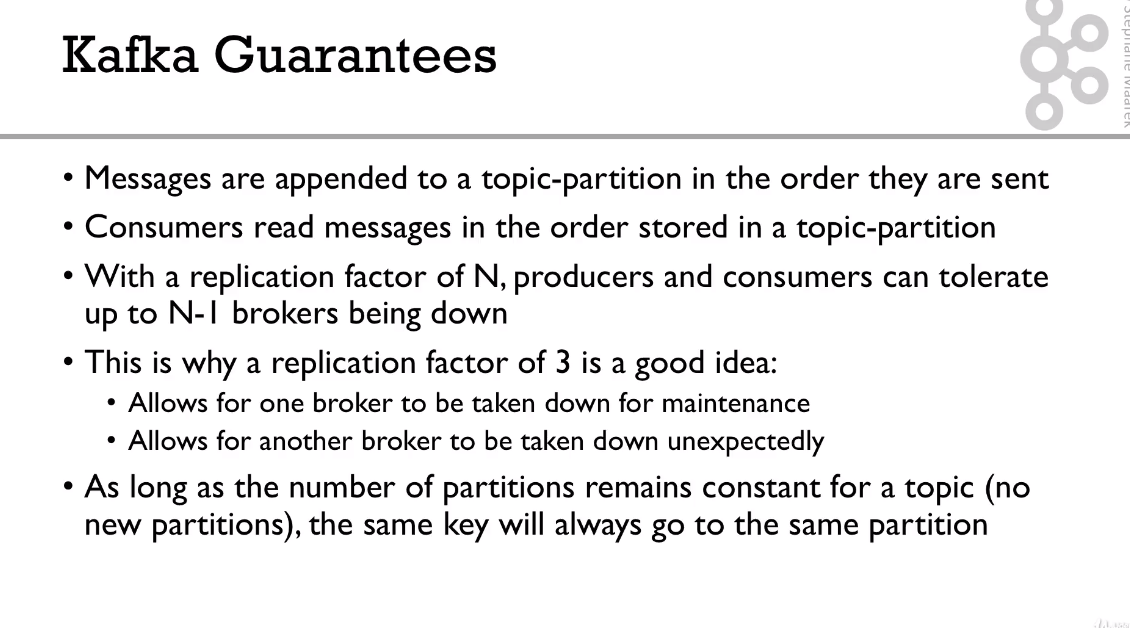 Kafka Guarantees
Stephane Maarek
• Messages are appended to a topic-partition in the order they are sent
• Consumers read messages in the order stored in a topic-partition
• With a replication factor of N, producers and consumers can tolerate
up to N-1 brokers being down
• This is why a replication factor of 3 is a good idea:
• Allows for one broker to be taken down for maintenance
• Allows for another broker to be taken down unexpectedly
• As long as the number of partitions remains constant for a topic (no
new partitions), the same key will always go to the same partition